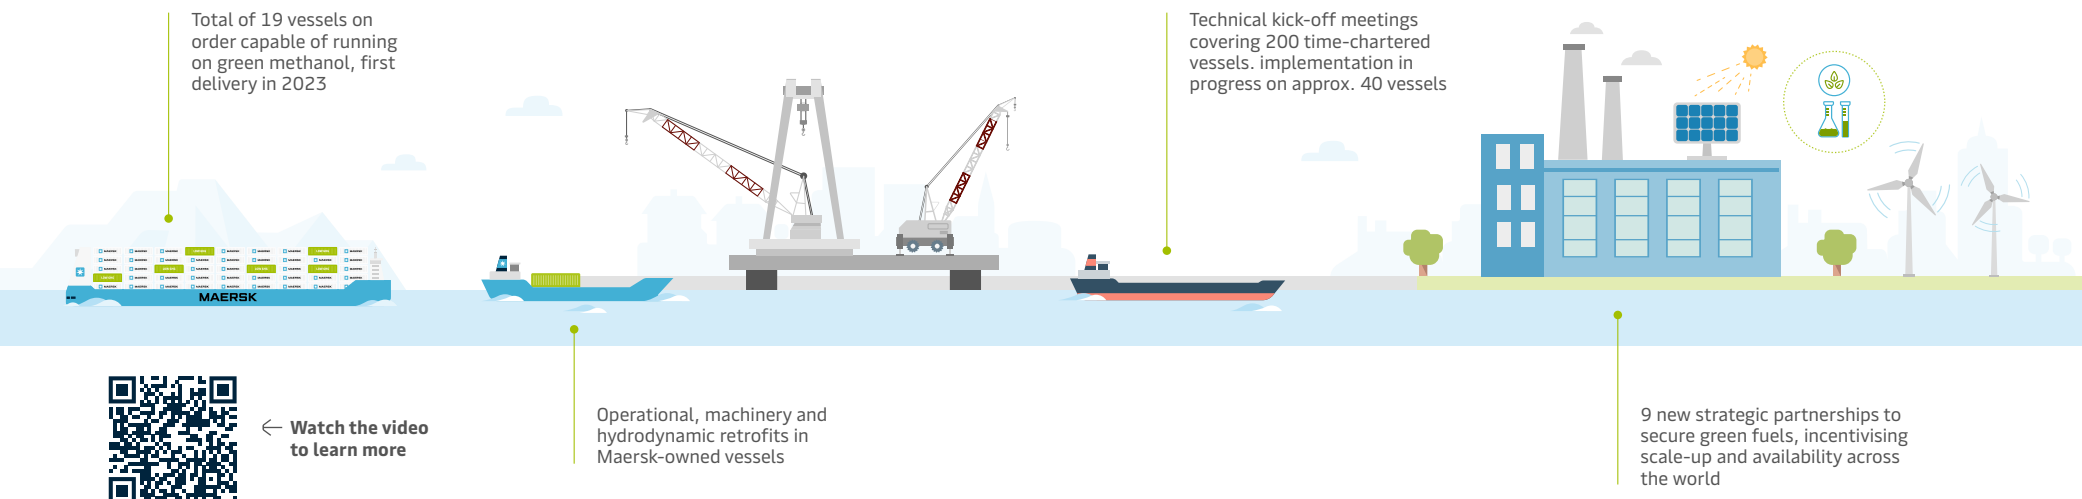 Total of 19 vessels on
order capable of running
on green methanol, first
delivery in 2023
Technical kick-off meetings
covering 200 time-chartered
vessels. implementation in
progress on approx. 40 vessels
MAERSK
Watch the video
to learn more
Operational, machinery and
hydrodynamic retrofits in
Maersk-owned vessels
9 new strategic partnerships to
secure green fuels, incentivising
scale-up and availability across
the world